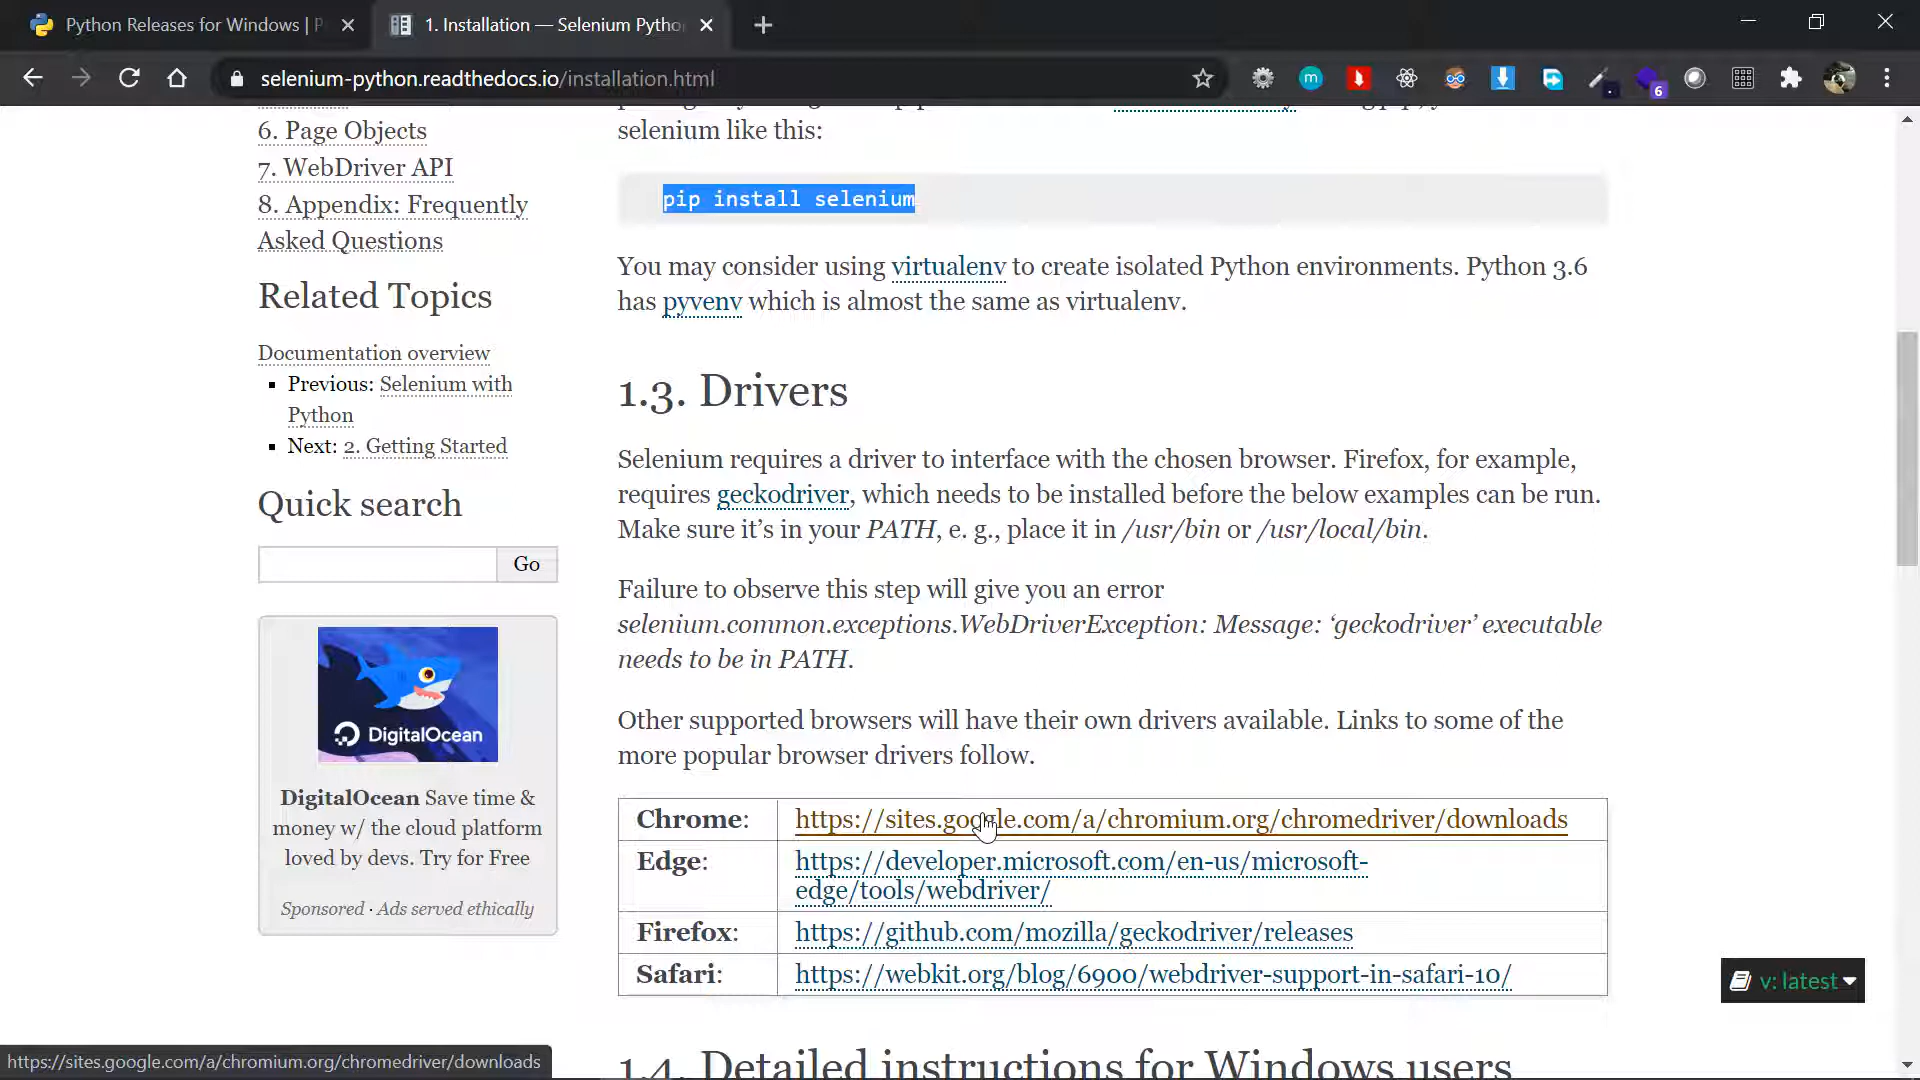 Python Releases for Windows | P
1. Installation — Selenium Pytho
selenium-python.readthedocs.io/installation.html
m
6
6. Page Objects
7. WebDriver API
8. Appendix: Frequently
Asked Questions
Related Topics
Documentation overview
Previous: Selenium with
Python
Next: 2. Getting Started
Quick search
Go
DigitalOcean
DigitalOcean Save time &
money w/ the cloud platform
loved by devs. Try for Free
Sponsored · Ads served ethically
selenium like this:
pip install selenium
You may consider using virtualenv to create isolated Python environments. Python 3.6
has pyvenv which is almost the same as virtualenv.
1.3. Drivers
Selenium requires a driver to interface with the chosen browser. Firefox, for example,
requires geckodriver, which needs to be installed before the below examples can be run.
Make sure it’s in your PATH, e. g., place it in /usr/bin or /usr/local/bin.
Failure to observe this step will give you an error
selenium.common.exceptions.WebDriverException: Message: ‘geckodriver’ executable
needs to be in PATH.
Other supported browsers will have their own drivers available. Links to some of the
more popular browser drivers follow.
Chrome: https://sites.google.com/a/chromium.org/chromedriver/downloads
Edge: https://developer.microsoft.com/en-us/microsoft-
edge/tools/webdriver/
Firefox: https://github.com/mozilla/geckodriver/releases
Safari: https://webkit.org/blog/6900/webdriver-support-in-safari-10/
1.4. Detailed instructions for Windows users
v: latest
https://sites.google.com/a/chromium.org/chromedriver/downloads